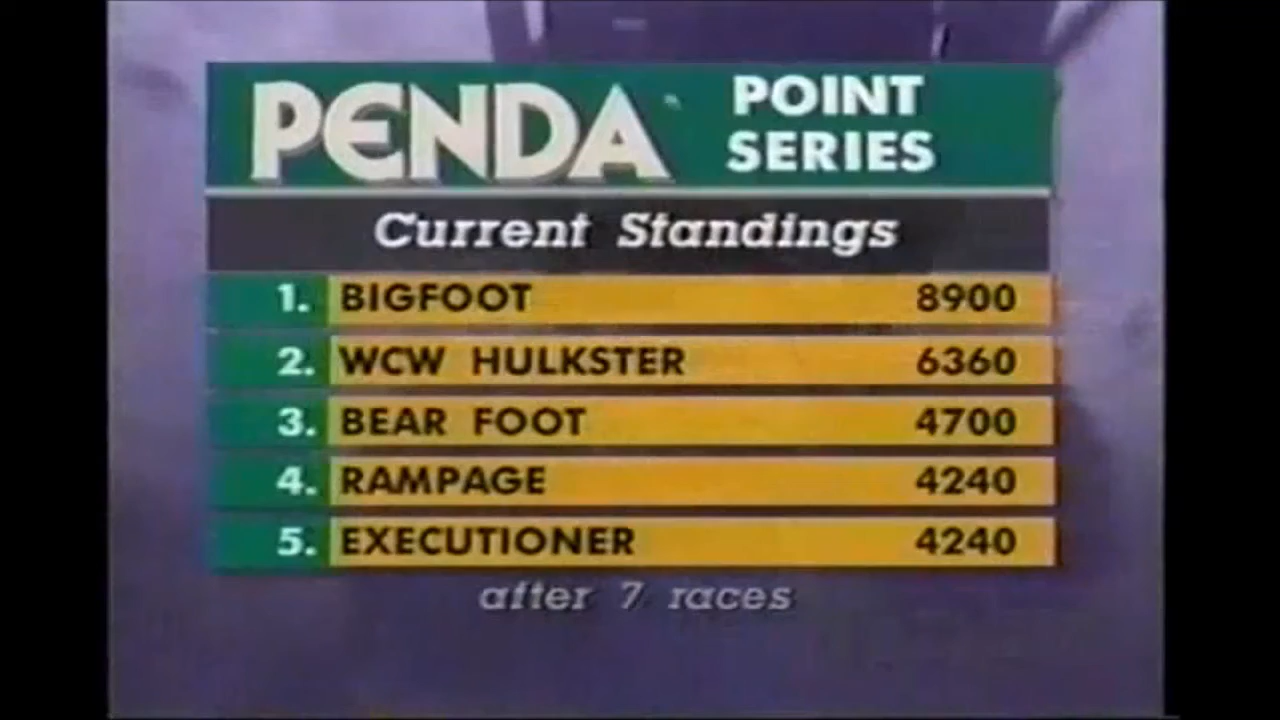 PENDA POINT SERIES
Current Standings
1. BIGFOOT 8900
2. WCW HULKSTER 6360
3. BEAR FOOT 4700
4. RAMPAGE 4240
5. EXECUTIONER 4240
after 7 races